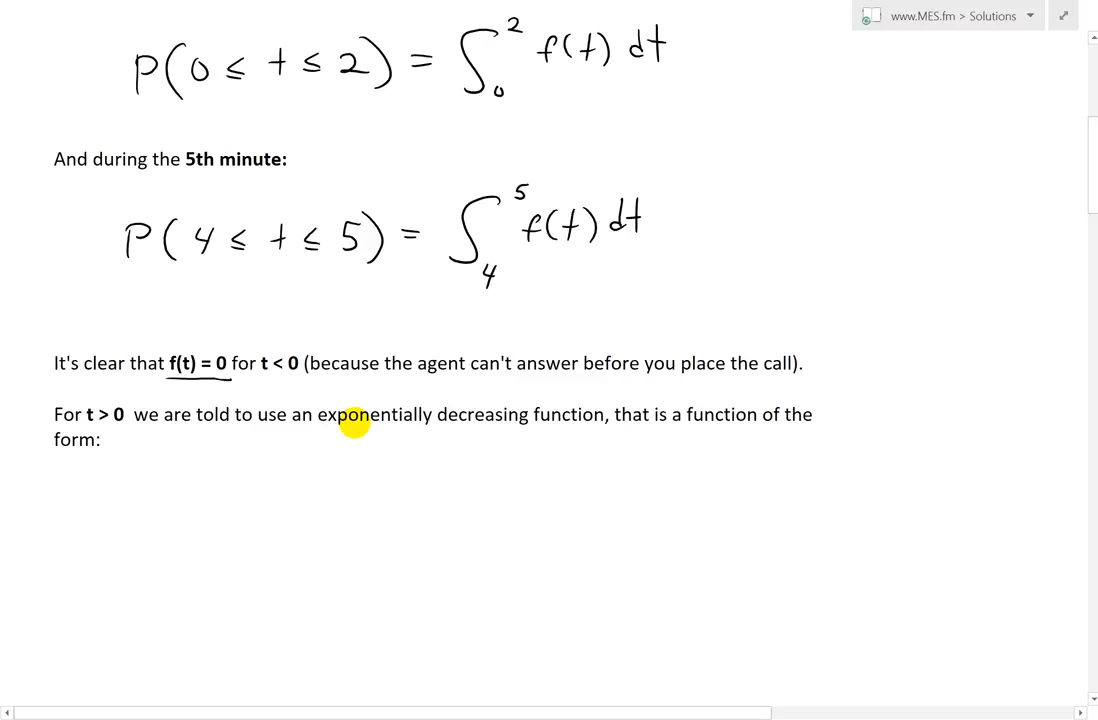 www.MES.fm > Solutions
P(0 ≤ t ≤ 2) = ∫₀² f(t) dt
And during the 5th minute:
P(4 ≤ t ≤ 5) = ∫₄⁵ f(t) dt
It's clear that f(t) = 0 for t < 0 (because the agent can't answer before you place the call).
For t > 0 we are told to use an exponentially decreasing function, that is a function of the
form: